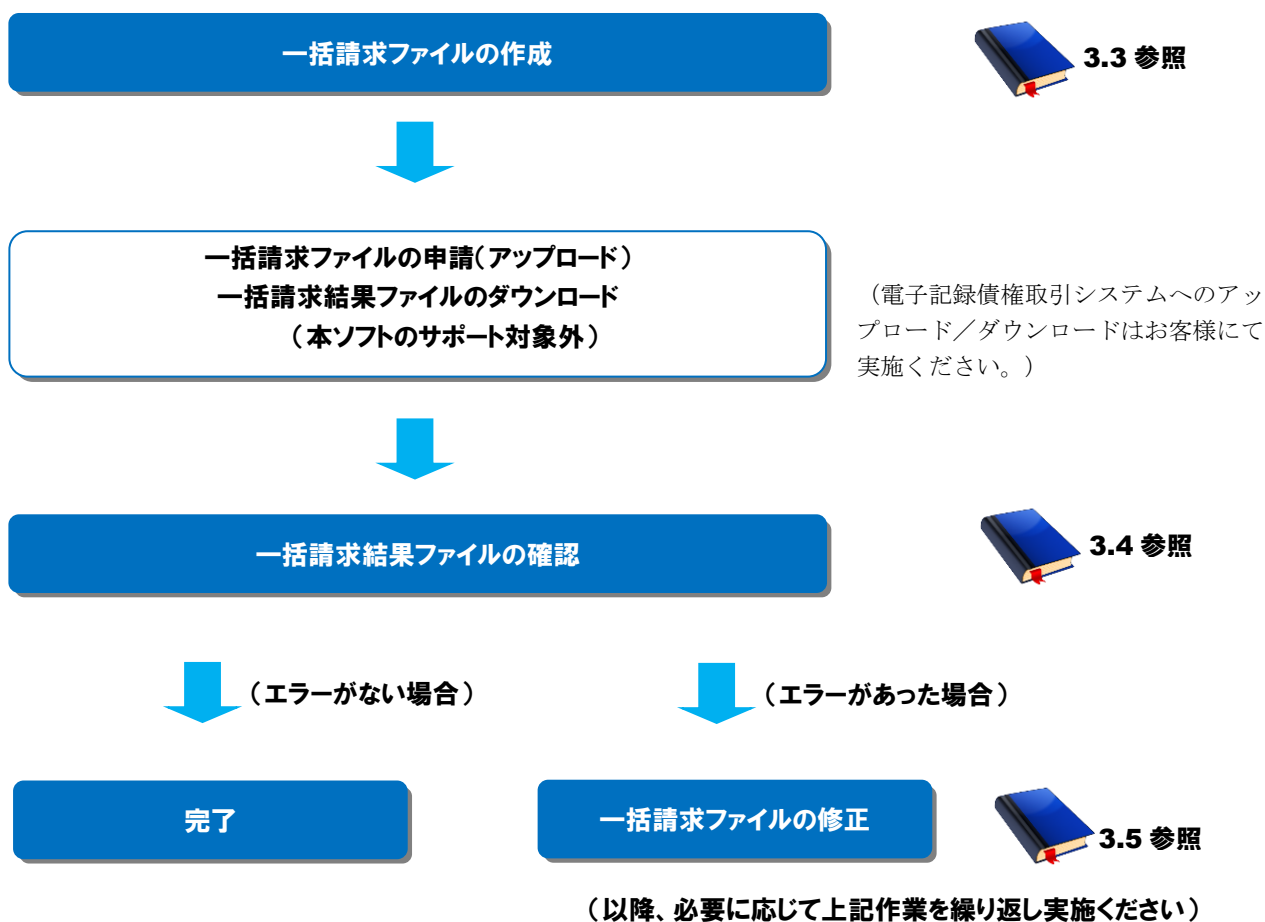 一括請求ファイルの作成
3.3 参照
一括請求ファイルの申請（アップロード）
一括請求結果ファイルのダウンロード
（本ソフトのサポート対象外）
（電子記録債権取引システムへのアッ
プロード／ダウンロードはお客様にて
実施ください。）
一括請求結果ファイルの確認
3.4 参照
（エラーがない場合）
（エラーがあった場合）
完了
一括請求ファイルの修正
3.5 参照
（以降、必要に応じて上記作業を繰り返し実施ください）